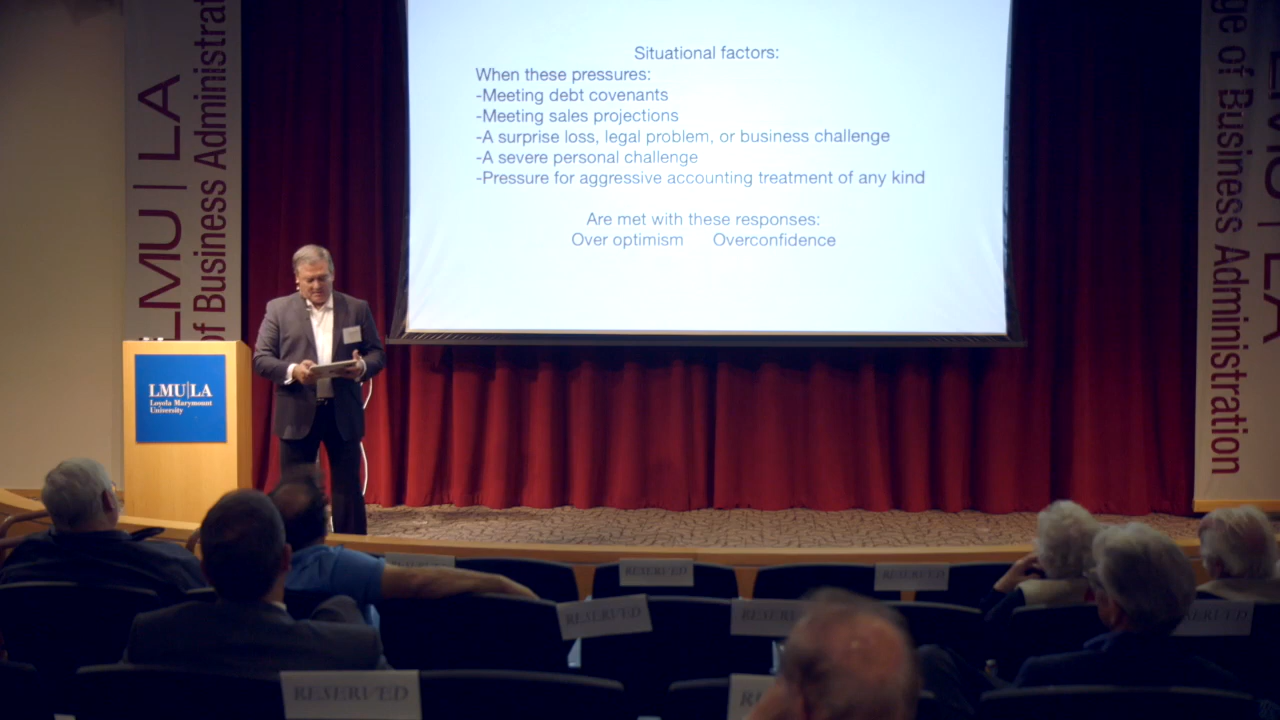 Situational factors:
When these pressures:
-Meeting debt covenants
-Meeting sales projections
-A surprise loss, legal problem, or business challenge
-A severe personal challenge
-Pressure for aggressive accounting treatment of any kind
Are met with these responses:
Over optimism Overconfidence
LMU | LA
of Business Administrat
LMU | LA
ge of Business Administration
LMU|LA
Loyola Marymount
University
RESERVED
RESERVED
RESERVED
RESERVED
RESERVED
RESERVED
RESERVED